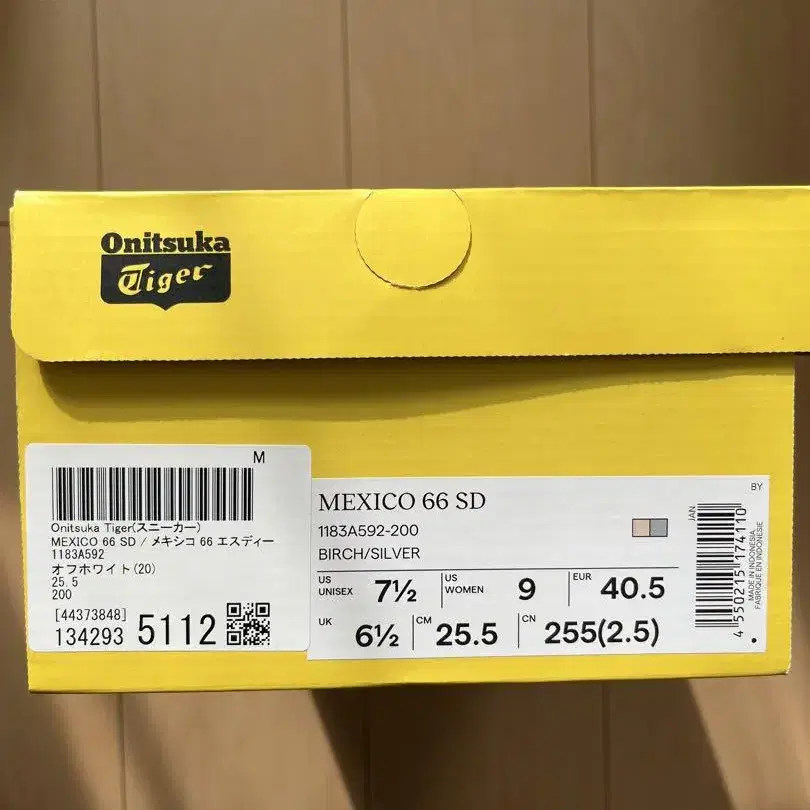 Onitsuka
Tiger
M
Onitsuka Tiger(スニーカー)
MEXICO 66 SD / メキシコ 66 エスディー
1183A592
オフホワイト(20)
25.5
200
[44373848]
134293 5112
MEXICO 66 SD
1183A592-200
BIRCH/SILVER
US UNISEX 7½ US WOMEN 9 EUR 40.5
UK 6½ CM 25.5 CN 255(2.5)
BY
JAN
4 550215 174110
MADE IN INDONESIA
FABRIQUÉ EN INDONÉSIE